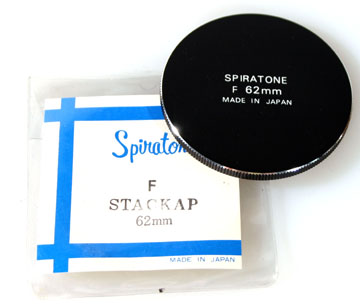 SPIRATONE
F 62mm
MADE IN JAPAN
Spiratone
F
STACKAP
62mm
MADE IN JAPAN
F